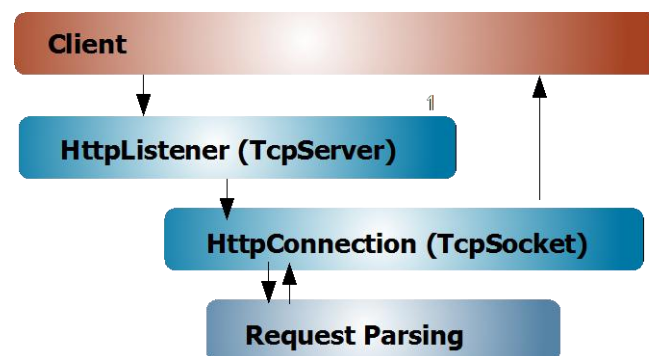 Client
1
HttpListener (TcpServer)
HttpConnection (TcpSocket)
Request Parsing